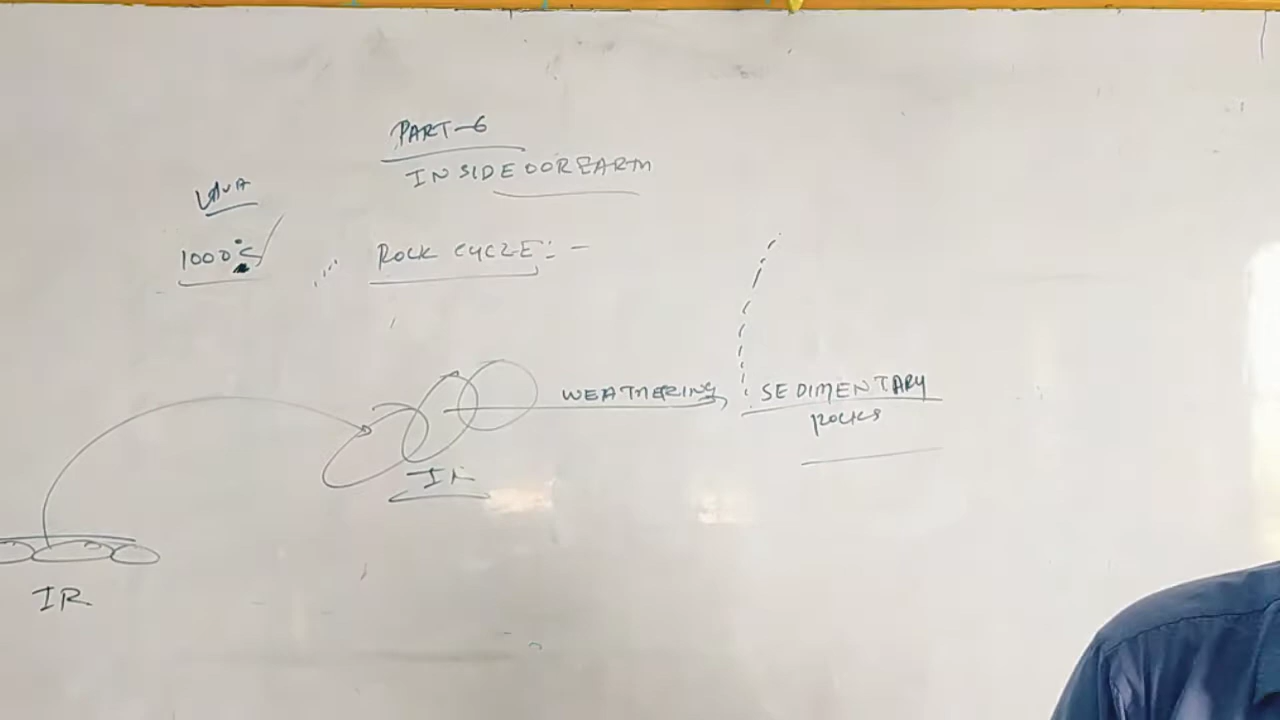 PART-6
INSIDE OOR EARTH
LAVA
1000°C
ROCK CYCLE:-
WEATHERING
SEDIMENTARY
ROCKS
IR
IR